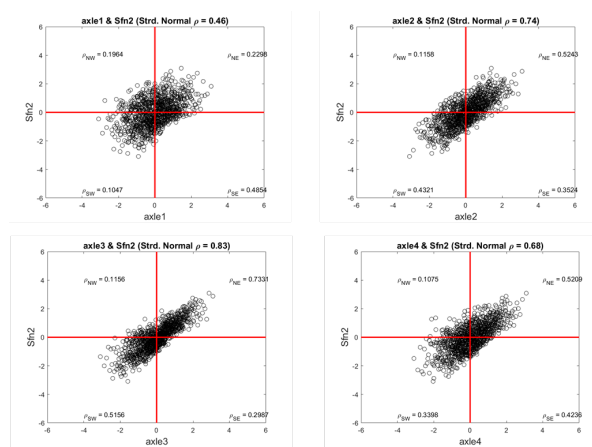 axle1 & Sfn2 (Strd. Normal ρ = 0.46)
6
ρNW = 0.1964
ρNE = 0.2298
4
2
Sfn2
0
-2
-4
ρSW = 0.1047
ρSE = 0.4854
-6
-6 -4 -2 0 2 4 6
axle1
axle2 & Sfn2 (Strd. Normal ρ = 0.74)
6
ρNW = 0.1158
ρNE = 0.5243
4
2
Sfn2
0
-2
-4
ρSW = 0.4321
ρSE = 0.3524
-6
-6 -4 -2 0 2 4 6
axle2
axle3 & Sfn2 (Strd. Normal ρ = 0.83)
6
ρNW = 0.1156
ρNE = 0.7331
4
2
Sfn2
0
-2
-4
ρSW = 0.5156
ρSE = 0.2987
-6
-6 -4 -2 0 2 4 6
axle3
axle4 & Sfn2 (Strd. Normal ρ = 0.68)
6
ρNW = 0.1075
ρNE = 0.5209
4
2
Sfn2
0
-2
-4
ρSW = 0.3398
ρSE = 0.4236
-6
-6 -4 -2 0 2 4 6
axle4